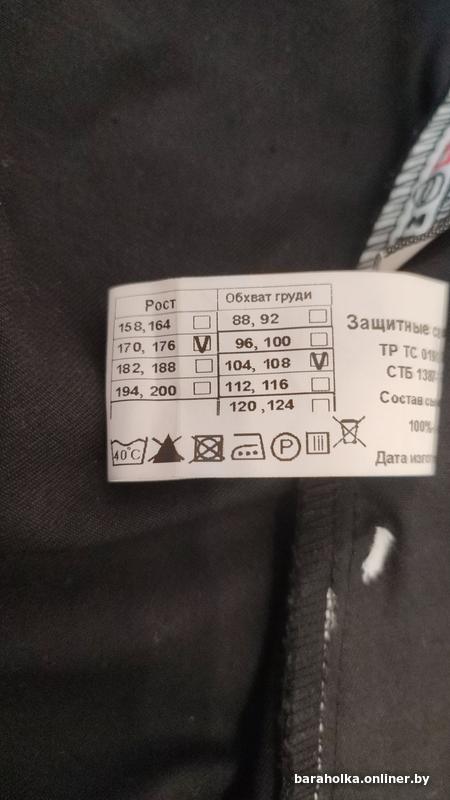 Рост
Обхват груди
158,164
88, 92
170, 176 V
96, 100
182, 188
104, 108 V
194, 200
112, 116
120 ,124
Защитные
ТР ТС
СТБ
Состав
100%
Дата
40°C
P
baraholka.onliner.by